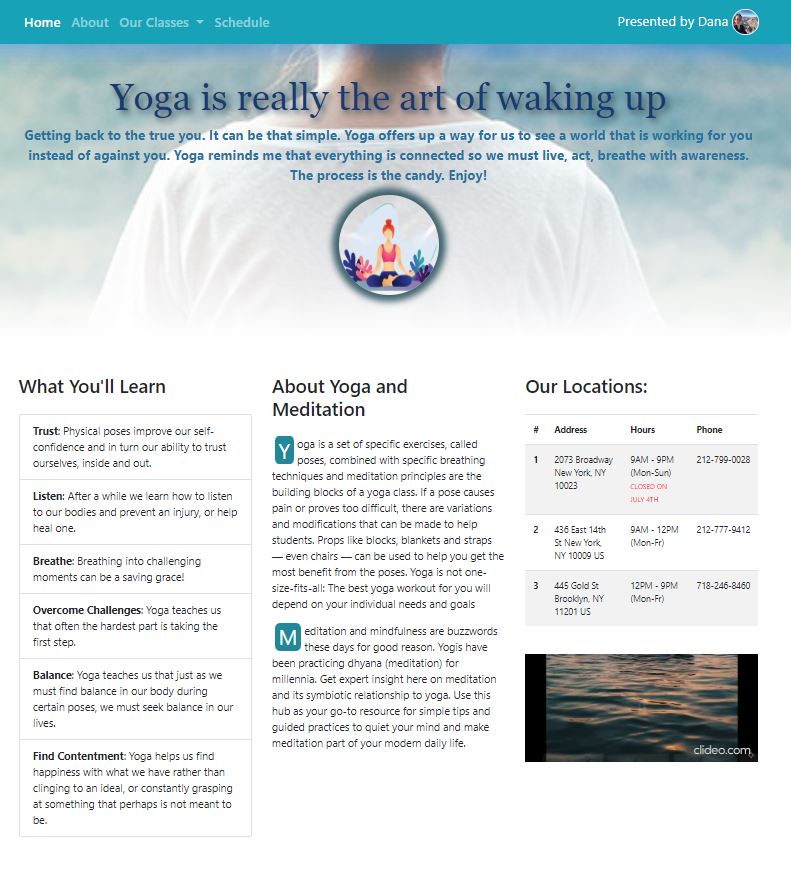 Home About Our Classes Schedule Presented by Dana
Yoga is really the art of waking up
Getting back to the true you. It can be that simple. Yoga offers up a way for us to see a world that is working for you
instead of against you. Yoga reminds me that everything is connected so we must live, act, breathe with awareness.
The process is the candy. Enjoy!
What You'll Learn
Trust: Physical poses improve our self-
confidence and in turn our ability to trust
ourselves, inside and out.
Listen: After a while we learn how to listen
to our bodies and prevent an injury, or help
heal one.
Breathe: Breathing into challenging
moments can be a saving grace!
Overcome Challenges: Yoga teaches us
that often the hardest part is taking the
first step.
Balance: Yoga teaches us that just as we
must find balance in our body during
certain poses, we must seek balance in our
lives.
Find Contentment: Yoga helps us find
happiness with what we have rather than
clinging to an ideal, or constantly grasping
at something that perhaps is not meant to
be.
About Yoga and
Meditation
Yoga is a set of specific exercises, called
poses, combined with specific breathing
techniques and meditation principles are the
building blocks of a yoga class. If a pose causes
pain or proves too difficult, there are variations
and modifications that can be made to help
students. Props like blocks, blankets and straps
— even chairs — can be used to help you get the
most benefit from the poses. Yoga is not one-
size-fits-all: The best yoga workout for you will
depend on your individual needs and goals
Meditation and mindfulness are buzzwords
these days for good reason. Yogis have
been practicing dhyana (meditation) for
millennia. Get expert insight here on meditation
and its symbiotic relationship to yoga. Use this
hub as your go-to resource for simple tips and
guided practices to quiet your mind and make
meditation part of your modern daily life.
Our Locations:
# Address Hours Phone
1 2073 Broadway 9AM - 9PM 212-799-0028
New York, NY (Mon-Sun)
10023 CLOSED ON
JULY 4TH
2 436 East 14th 9AM - 12PM 212-777-9412
St New York, (Mon-Fr)
NY 10009 US
3 445 Gold St 12PM - 9PM 718-246-8460
Brooklyn, NY (Mon-Fr)
11201 US
clideo.com